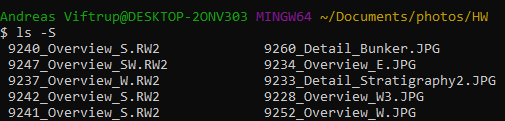 Andreas Viftrup@DESKTOP-2ONV303 MINGW64 ~/Documents/photos/HW
$ ls -S
9240_Overview_S.RW2 9260_Detail_Bunker.JPG
9247_Overview_SW.RW2 9234_Overview_E.JPG
9237_Overview_W.RW2 9233_Detail_Stratigraphy2.JPG
9242_Overview_S.RW2 9228_Overview_W3.JPG
9241_Overview_S.RW2 9252_Overview_W.JPG